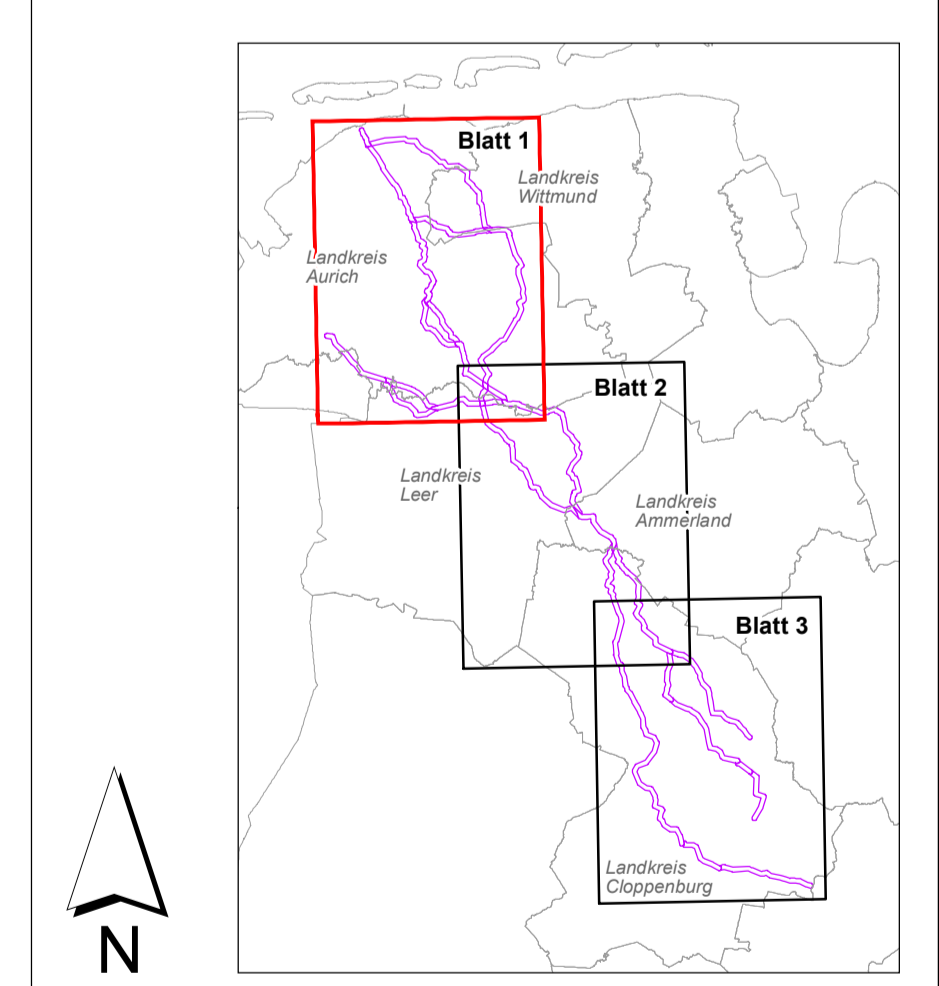 Blatt 1
Landkreis
Wittmund
Landkreis
Aurich
Blatt 2
Landkreis
Leer
Landkreis
Ammerland
Blatt 3
Landkreis
Cloppenburg
N